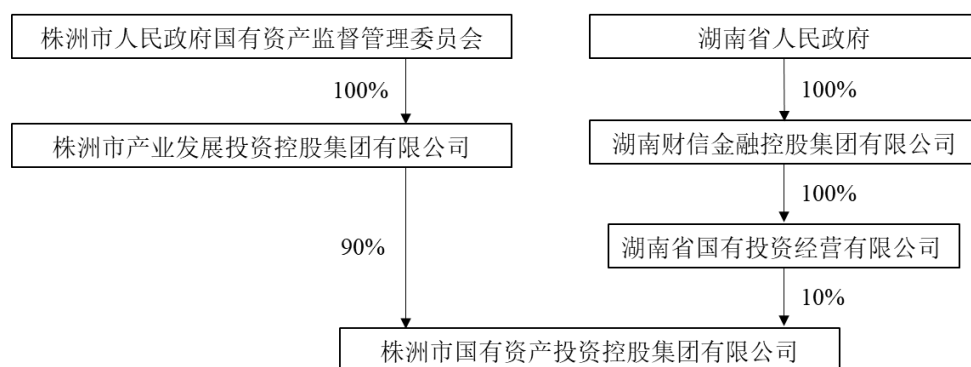 株洲市人民政府国有资产监督管理委员会
湖南省人民政府
100%
100%
株洲市产业发展投资控股集团有限公司
湖南财信金融控股集团有限公司
100%
90%
湖南省国有投资经营有限公司
10%
株洲市国有资产投资控股集团有限公司